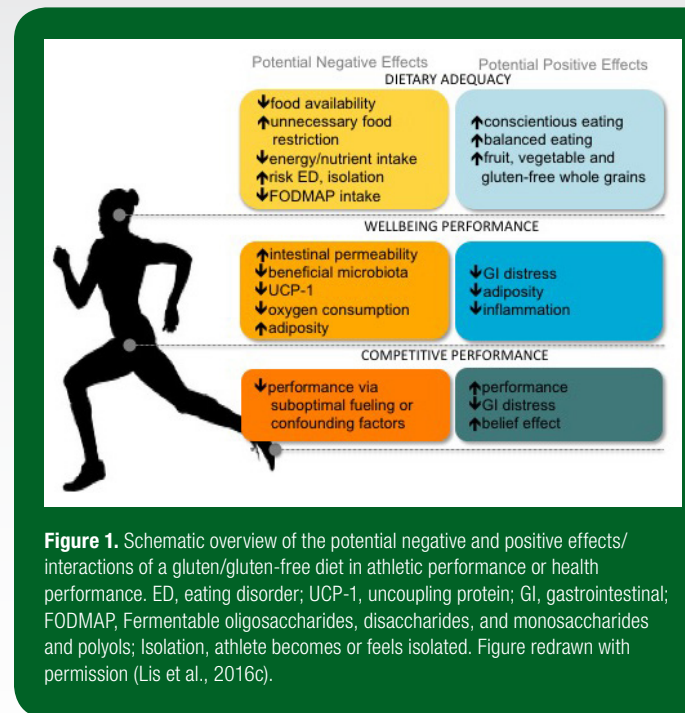 Potential Negative Effects
Potential Positive Effects
DIETARY ADEQUACY
↓food availability
↑unnecessary food
restriction
↓energy/nutrient intake
↑risk ED, isolation
↓FODMAP intake
↑conscientious eating
↑balanced eating
↑fruit, vegetable and
gluten-free whole grains
WELLBEING PERFORMANCE
↑intestinal permeability
↓beneficial microbiota
↓UCP-1
↓oxygen consumption
↑adiposity
↓GI distress
↓adiposity
↓inflammation
COMPETITIVE PERFORMANCE
↓performance via
suboptimal fueling or
confounding factors
↑performance
↓GI distress
↑belief effect
Figure 1. Schematic overview of the potential negative and positive effects/
interactions of a gluten/gluten-free diet in athletic performance or health
performance. ED, eating disorder; UCP-1, uncoupling protein; GI, gastrointestinal;
FODMAP, Fermentable oligosaccharides, disaccharides, and monosaccharides
and polyols; Isolation, athlete becomes or feels isolated. Figure redrawn with
permission (Lis et al., 2016c).